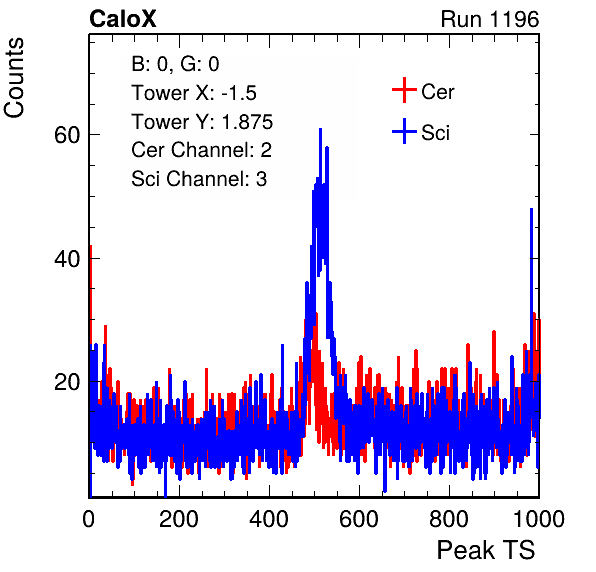 CaloX Run 1196
Counts
B: 0, G: 0
Tower X: -1.5
Tower Y: 1.875
Cer Channel: 2
Sci Channel: 3
Cer
Sci
60
40
20
0 200 400 600 800 1000
Peak TS